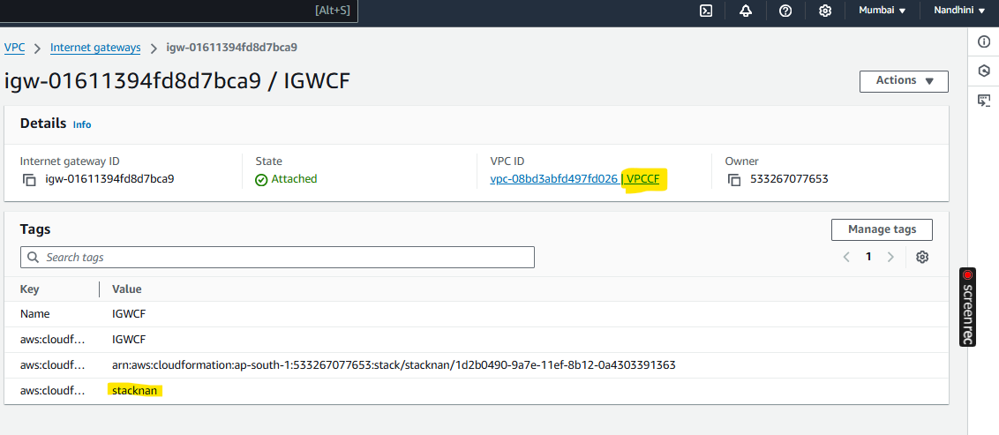 [Alt+S] Mumbai Nandhini
VPC Internet gateways igw-01611394fd8d7bca9
igw-01611394fd8d7bca9 / IGWCF Actions
Details Info
Internet gateway ID State VPC ID Owner
igw-01611394fd8d7bca9 Attached vpc-08bd3abfd497fd026 | VPCCF 533267077653
Tags Manage tags
Search tags 1
Key Value
Name IGWCF
aws:cloudf... IGWCF
aws:cloudf... arn:aws:cloudformation:ap-south-1:533267077653:stack/stacknan/1d2b0490-9a7e-11ef-8b12-0a4303391363
aws:cloudf... stacknan
screenrec